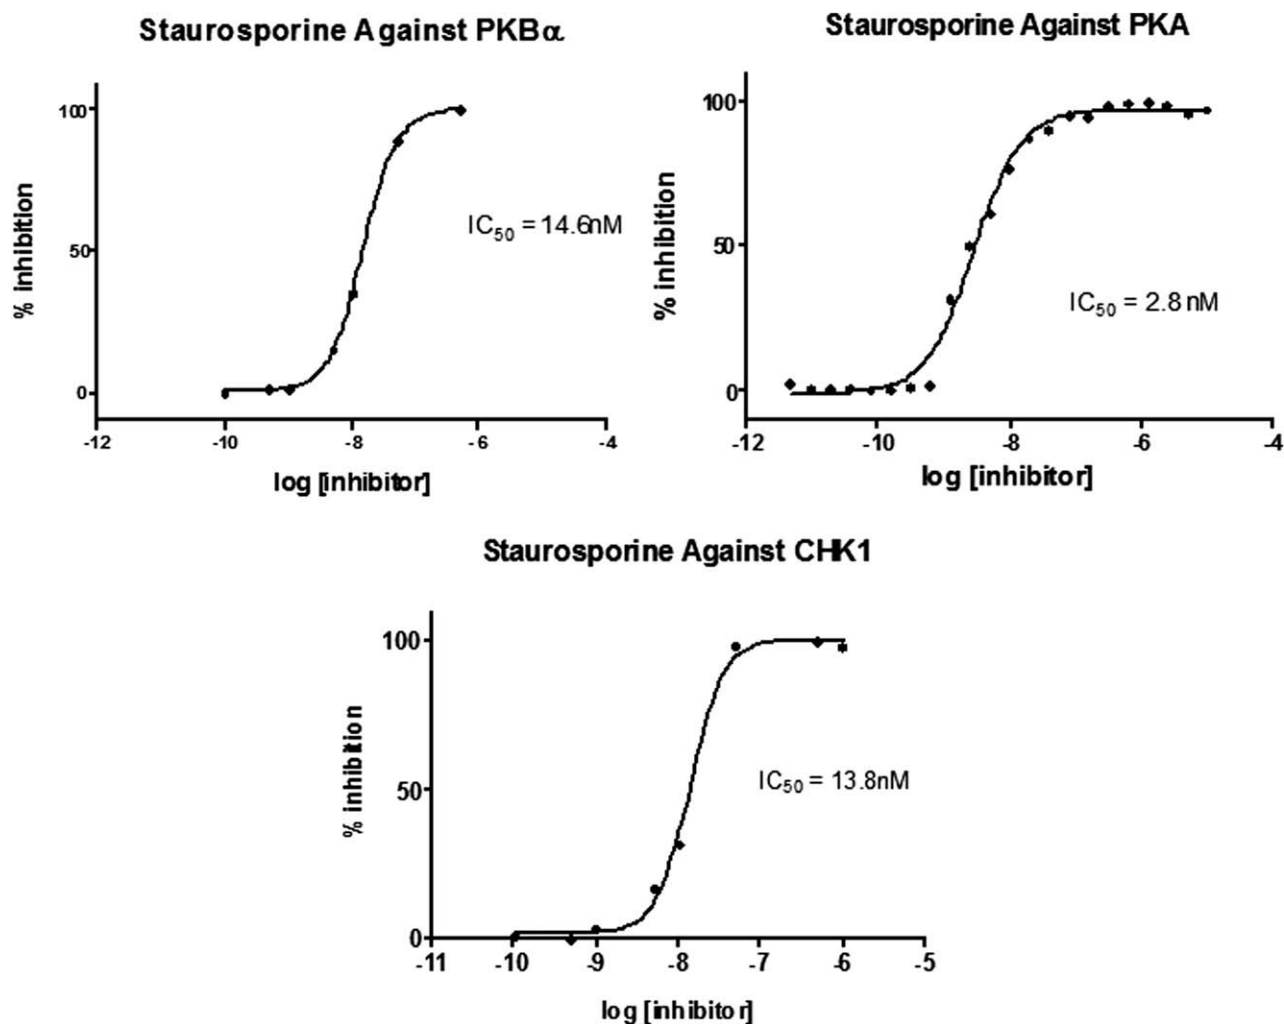 Staurosporine Against PKBα
100
50
0
-12 -10 -8 -6 -4
% inhibition
log [inhibitor]
IC50 = 14.6nM
Staurosporine Against PKA
100
50
0
-12 -10 -8 -6 -4
% inhibition
log [inhibitor]
IC50 = 2.8 nM
Staurosporine Against CHK1
100
50
0
-11 -10 -9 -8 -7 -6 -5
% inhibition
log [inhibitor]
IC50 = 13.8nM